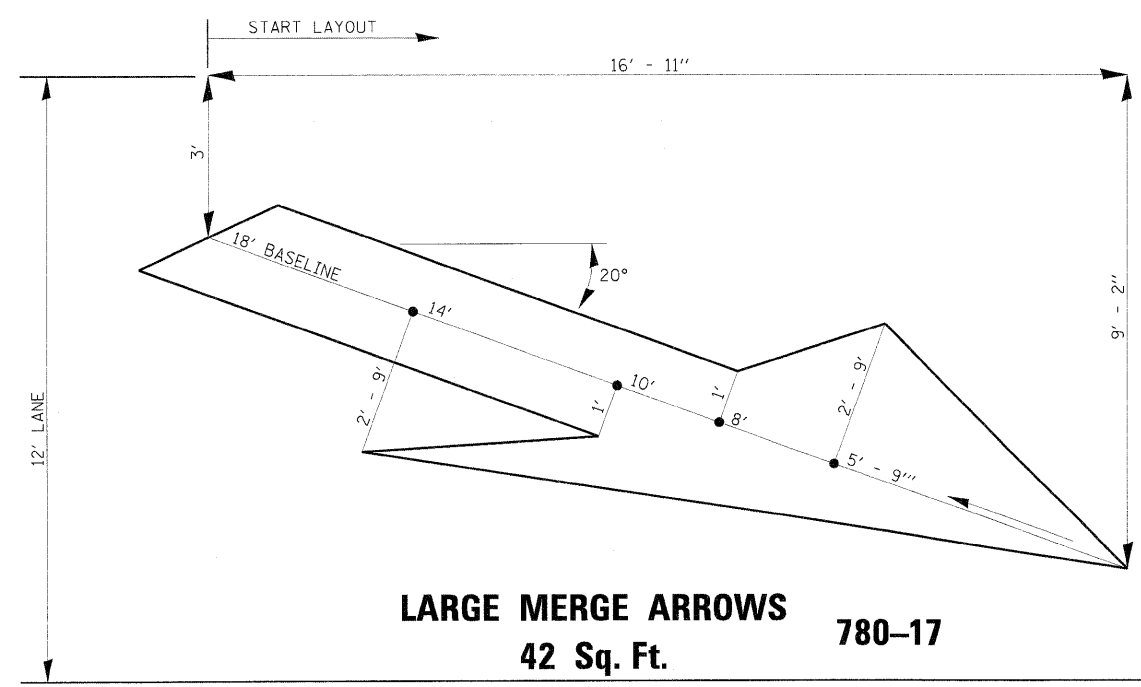 START LAYOUT
16' - 11''
3'
18' BASELINE
20°
14'
9' - 2''
2' - 9'
1'
10'
1'
8'
2' - 9'
5' - 9'''
12' LANE
LARGE MERGE ARROWS
780–17
42 Sq. Ft.